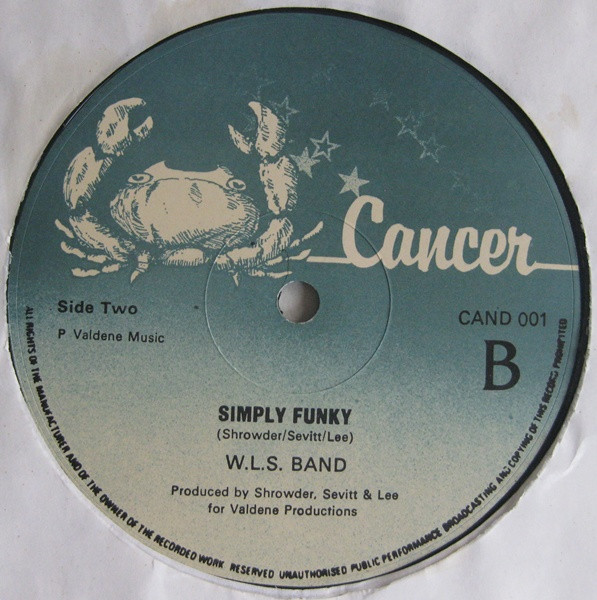 Cancer
Side Two
P Valdene Music
CAND 001
B
SIMPLY FUNKY
(Shrowder/Sevitt/Lee)
W.L.S. BAND
Produced by Shrowder, Sevitt & Lee
for Valdene Productions
ALL RIGHTS OF THE MANUFACTURER AND OF THE OWNER OF THE RECORDED WORK RESERVED UNAUTHORISED PUBLIC PERFORMANCE BROADCASTING AND COPYING OF THIS RECORD PROHIBITED